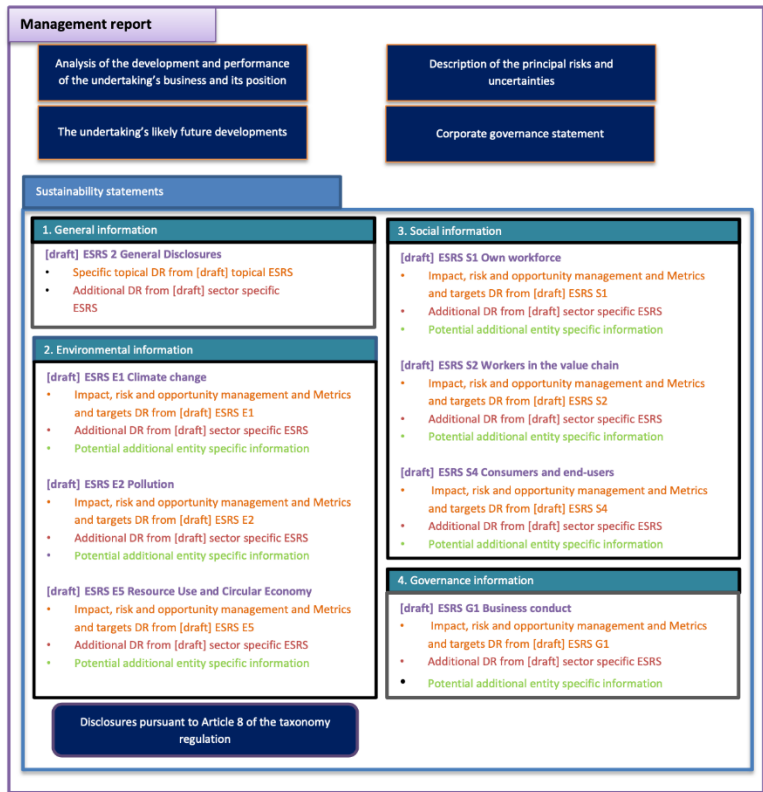 Management report
Analysis of the development and performance
of the undertaking's business and its position
Description of the principal risks and
uncertainties
The undertaking's likely future developments
Corporate governance statement
Sustainability statements
1. General information
[draft] ESRS 2 General Disclosures
• Specific topical DR from [draft] topical ESRS
• Additional DR from [draft] sector specific
ESRS
2. Environmental information
[draft] ESRS E1 Climate change
• Impact, risk and opportunity management and Metrics
and targets DR from [draft] ESRS E1
• Additional DR from [draft] sector specific ESRS
• Potential additional entity specific information
[draft] ESRS E2 Pollution
• Impact, risk and opportunity management and Metrics
and targets DR from [draft] ESRS E2
• Additional DR from [draft] sector specific ESRS
• Potential additional entity specific information
[draft] ESRS E5 Resource Use and Circular Economy
• Impact, risk and opportunity management and Metrics
and targets DR from [draft] ESRS E5
• Additional DR from [draft] sector specific ESRS
• Potential additional entity specific information
Disclosures pursuant to Article 8 of the taxonomy
regulation
3. Social information
[draft] ESRS S1 Own workforce
• Impact, risk and opportunity management and Metrics
and targets DR from [draft] ESRS S1
• Additional DR from [draft] sector specific ESRS
• Potential additional entity specific information
[draft] ESRS S2 Workers in the value chain
• Impact, risk and opportunity management and Metrics
and targets DR from [draft] ESRS S2
• Additional DR from [draft] sector specific ESRS
• Potential additional entity specific information
[draft] ESRS S4 Consumers and end-users
• Impact, risk and opportunity management and Metrics
and targets DR from [draft] ESRS S4
• Additional DR from [draft] sector specific ESRS
• Potential additional entity specific information
4. Governance information
[draft] ESRS G1 Business conduct
• Impact, risk and opportunity management and Metrics
and targets DR from [draft] ESRS G1
• Additional DR from [draft] sector specific ESRS
• Potential additional entity specific information